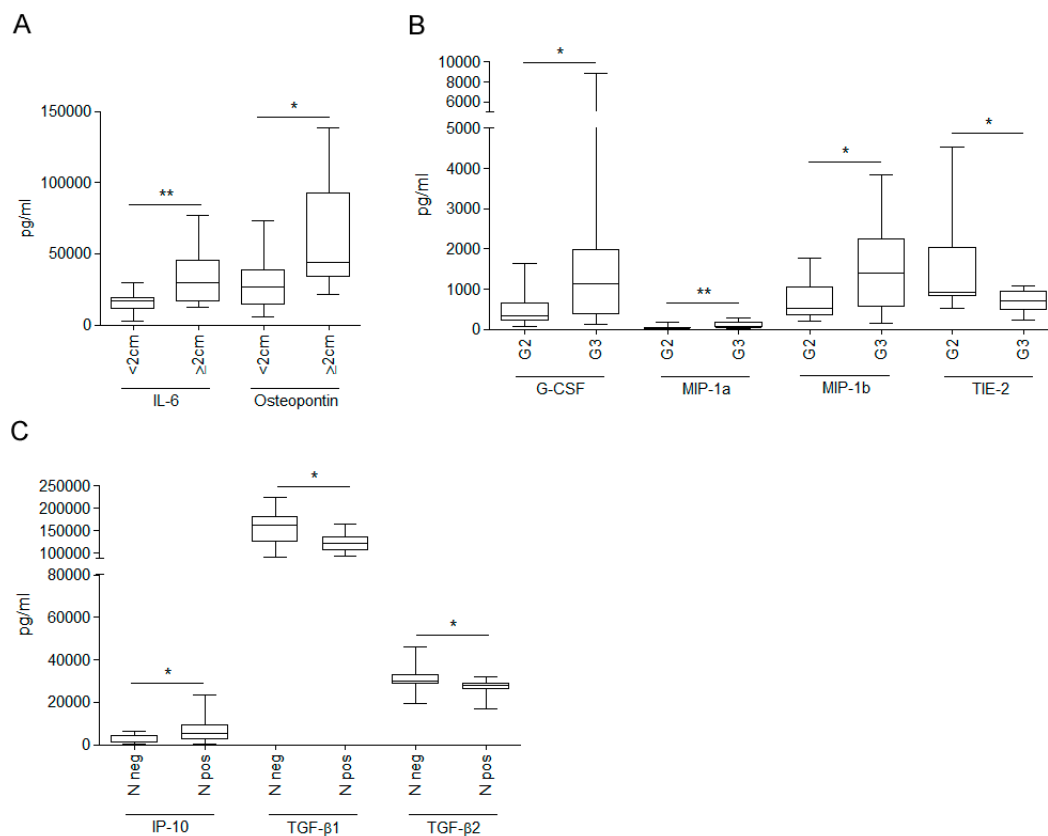 A
150000
100000
50000
0
pg/ml
*
**
<2cm
≥2cm
<2cm
≥2cm
IL-6
Osteopontin
B
10000
8000
6000
5000
4000
3000
2000
1000
0
pg/ml
*
**
*
*
G2
G3
G2
G3
G2
G3
G2
G3
G-CSF
MIP-1a
MIP-1b
TIE-2
C
250000
200000
150000
100000
80000
60000
40000
20000
0
pg/ml
*
*
*
N neg
N pos
N neg
N pos
N neg
N pos
IP-10
TGF-β1
TGF-β2